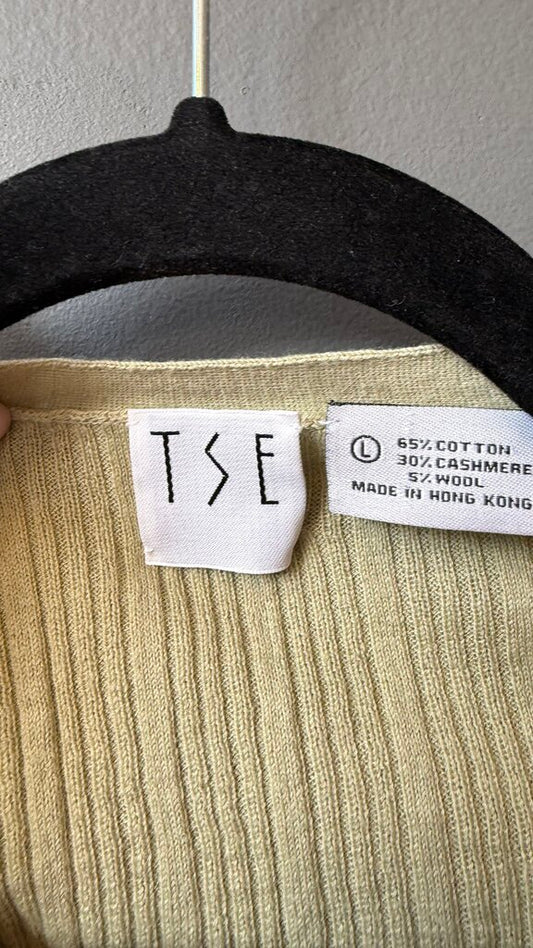 TSE
L
65% COTTON
30% CASHMERE
5% WOOL
MADE IN HONG KONG